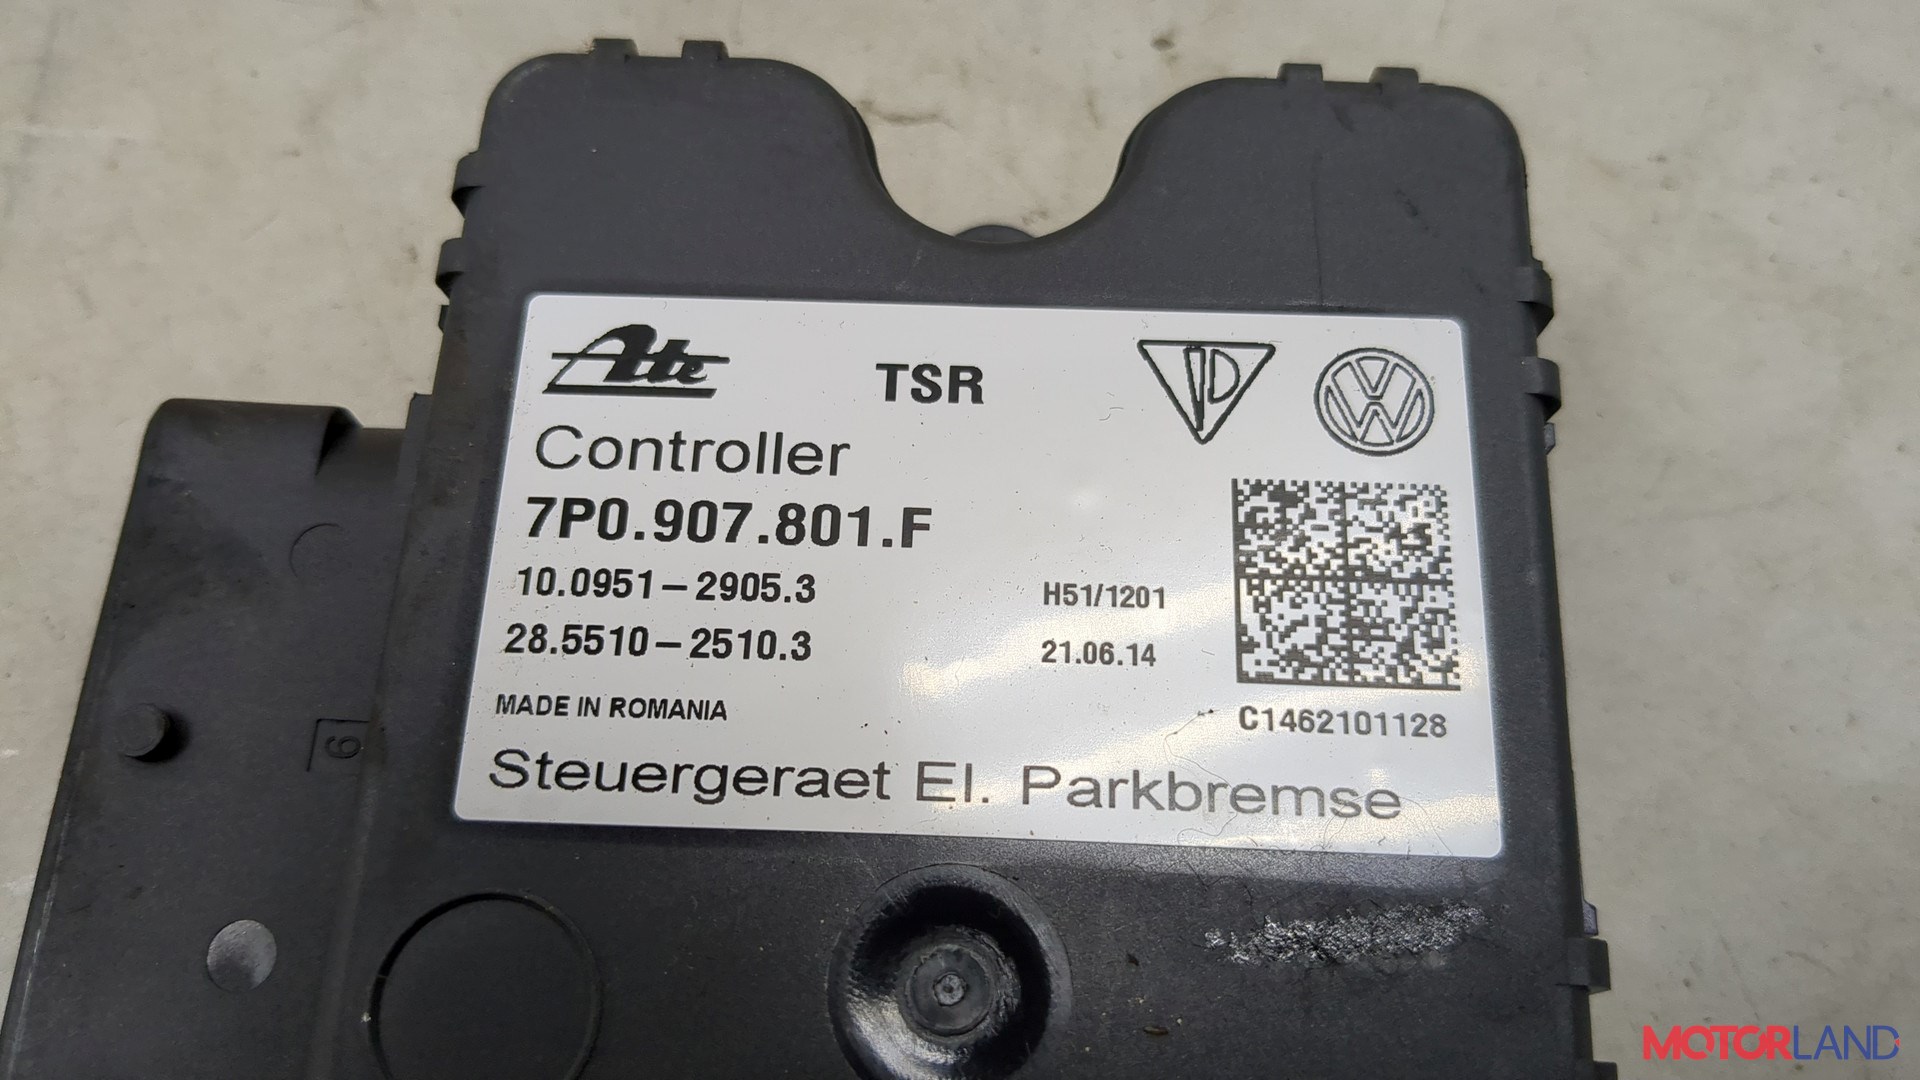 Ate
TSR
Controller
7P0.907.801.F
10.0951-2905.3
H51/1201
28.5510-2510.3
21.06.14
MADE IN ROMANIA
C1462101128
Steuergeraet El. Parkbremse
6
MOTORLAND